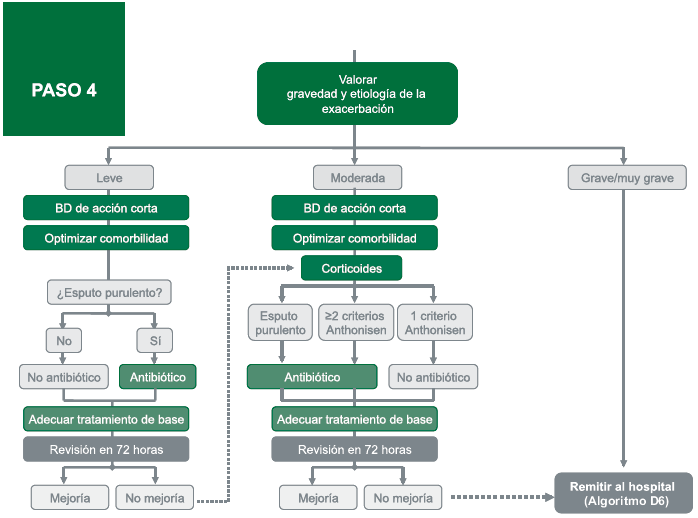 PASO 4
Valorar
gravedad y etiología de la
exacerbación
Leve
Moderada
Grave/muy grave
BD de acción corta
BD de acción corta
Optimizar comorbilidad
Optimizar comorbilidad
Corticoides
¿Esputo purulento?
Esputo
purulento
≥2 criterios
Anthonisen
1 criterio
Anthonisen
No
Sí
No antibiótico
Antibiótico
Antibiótico
No antibiótico
Adecuar tratamiento de base
Adecuar tratamiento de base
Revisión en 72 horas
Revisión en 72 horas
Mejoría
No mejoría
Mejoría
No mejoría
Remitir al hospital
(Algoritmo D6)